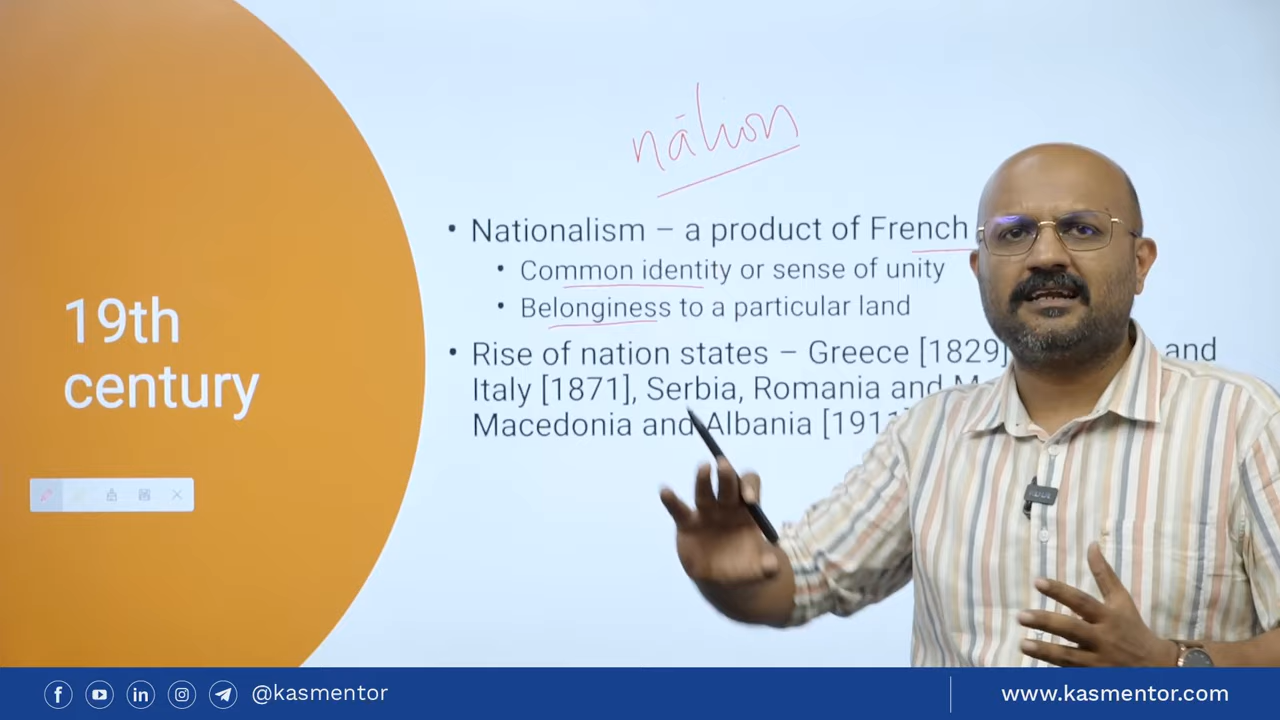 nation
Nationalism – a product of French
Common identity or sense of unity
Belonginess to a particular land
19th
century
Rise of nation states – Greece [1829] and
Italy [1871], Serbia, Romania and
Macedonia and Albania
@kasmentor
www.kasmentor.com